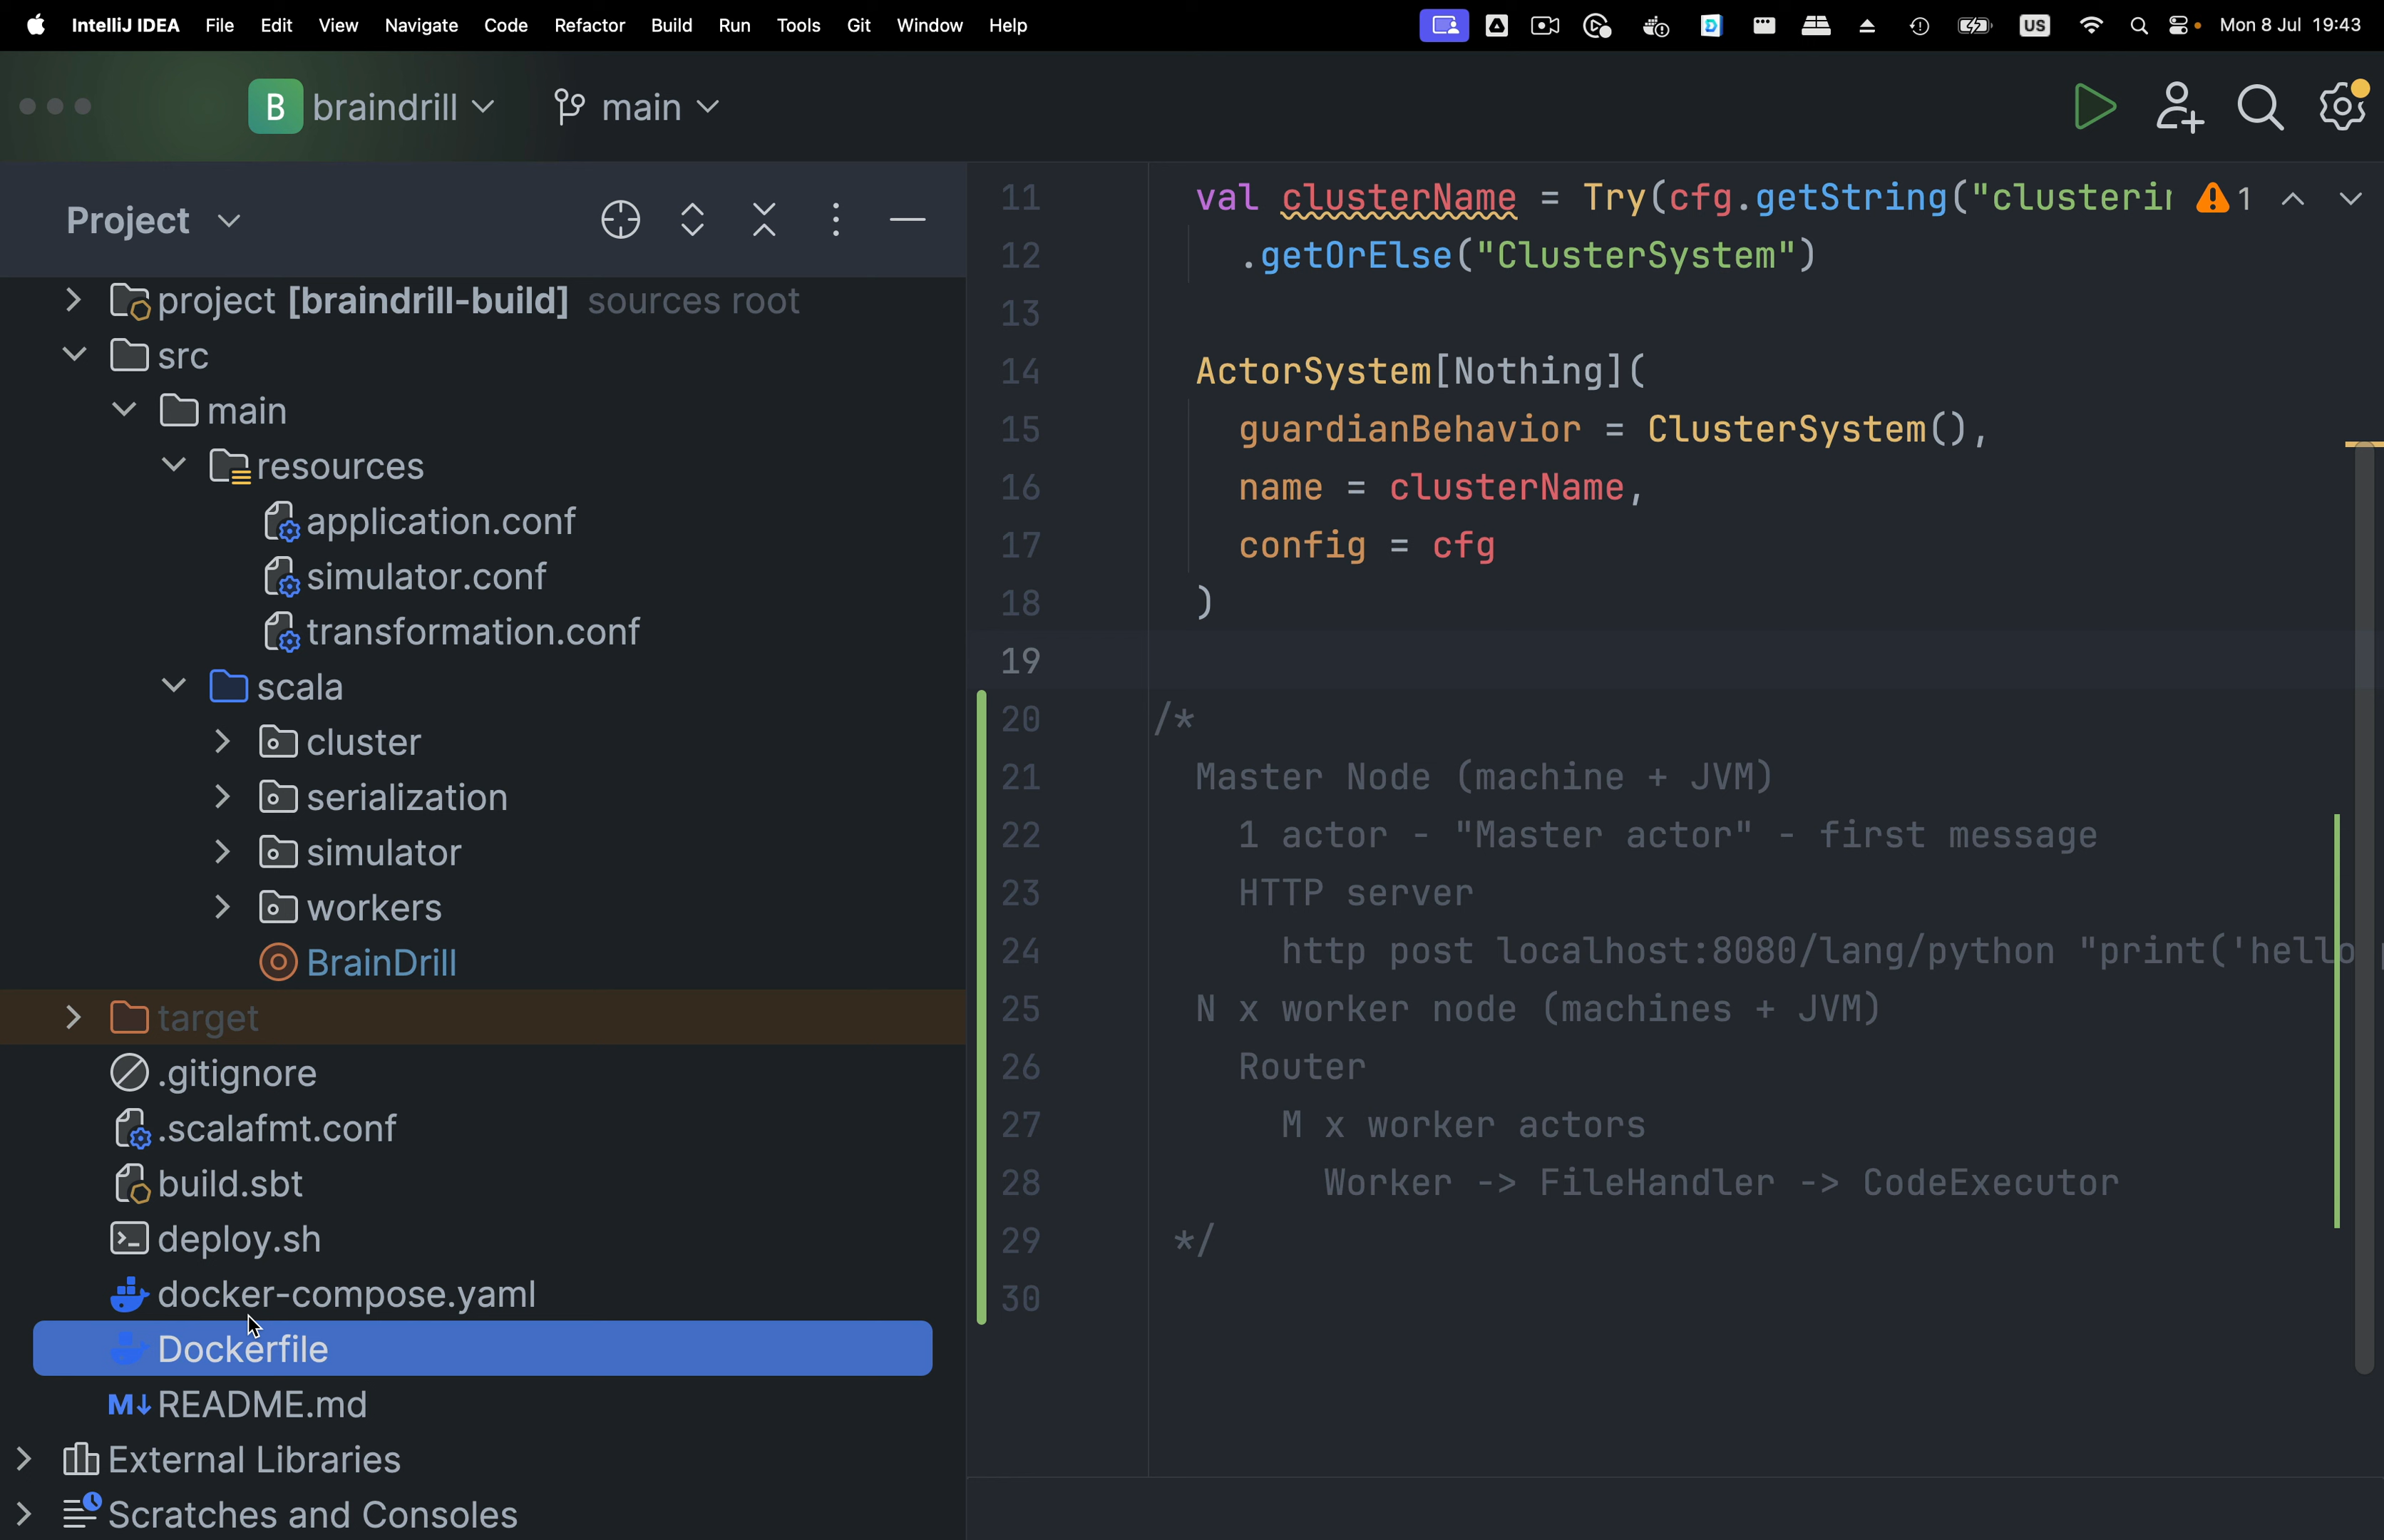 IntelliJ IDEA File Edit View Navigate Code Refactor Build Run Tools Git Window Help US Mon 8 Jul 19:43
B braindrill main
Project
project [braindrill-build] sources root
src
main
resources
application.conf
simulator.conf
transformation.conf
scala
cluster
serialization
simulator
workers
BrainDrill
target
.gitignore
.scalafmt.conf
build.sbt
deploy.sh
docker-compose.yaml
Dockerfile
M↓ README.md
External Libraries
Scratches and Consoles
11 val clusterName = Try(cfg.getString("clusterin 1
12 .getOrElse("ClusterSystem")
13
14 ActorSystem[Nothing](
15 guardianBehavior = ClusterSystem(),
16 name = clusterName,
17 config = cfg
18 )
19
20 /*
21 Master Node (machine + JVM)
22 1 actor - "Master actor" - first message
23 HTTP server
24 http post localhost:8080/lang/python "print('hello
25 N x worker node (machines + JVM)
26 Router
27 M x worker actors
28 Worker -> FileHandler -> CodeExecutor
29 */
30